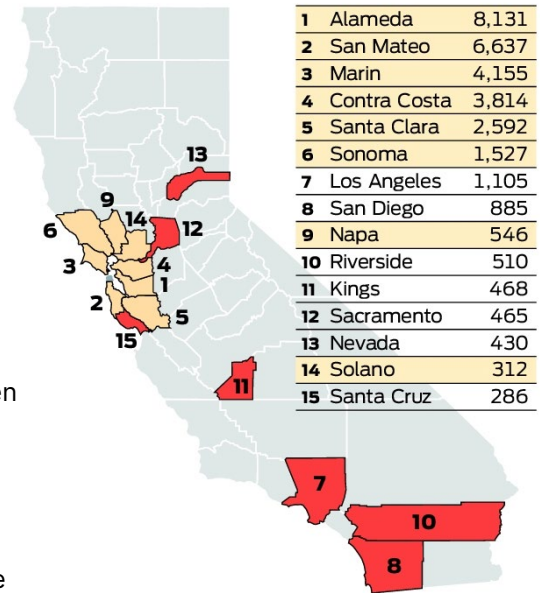 1 Alameda 8,131
2 San Mateo 6,637
3 Marin 4,155
4 Contra Costa 3,814
5 Santa Clara 2,592
6 Sonoma 1,527
7 Los Angeles 1,105
8 San Diego 885
9 Napa 546
10 Riverside 510
11 Kings 468
12 Sacramento 465
13 Nevada 430
14 Solano 312
15 Santa Cruz 286
13
9
14
6
12
3
4
1
2
5
15
en
11
7
10
8
e